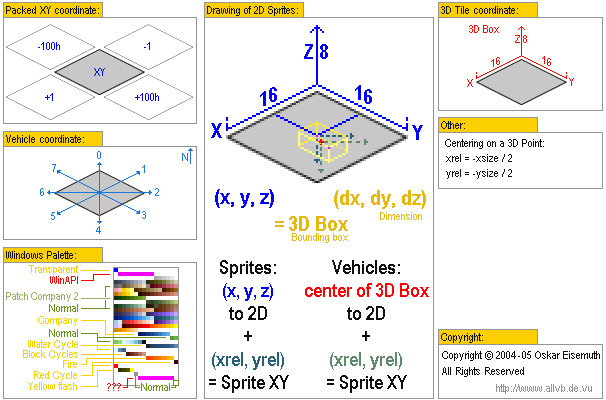 Packed XY coordinate:
-100h
-1
XY
+1
+100h
Vehicle coordinate:
0
N
7
1
6
2
5
3
4
Windows Palette:
Transparent
WinAPI
Patch Company 2
Normal
Company
Normal
Water Cycle
Block Cycles
Fire
Red Cycle
Yellow flash
???
Normal
Drawing of 2D Sprites:
Z 8
16
16
X
Y
(x, y, z)
(dx, dy, dz)
Dimension
= 3D Box
Bounding box
Sprites:
(x, y, z)
to 2D
+
(xrel, yrel)
= Sprite XY
Vehicles:
center of 3D Box
to 2D
+
(xrel, yrel)
= Sprite XY
3D Tile coordinate:
3D Box
Z 8
16
16
X
Y
Other:
Centering on a 3D Point:
xrel = -xsize / 2
yrel = -ysize / 2
Copyright:
Copyright © 2004-05 Oskar Eisemuth
All Rights Reserved
http://www.allvb.de.vu